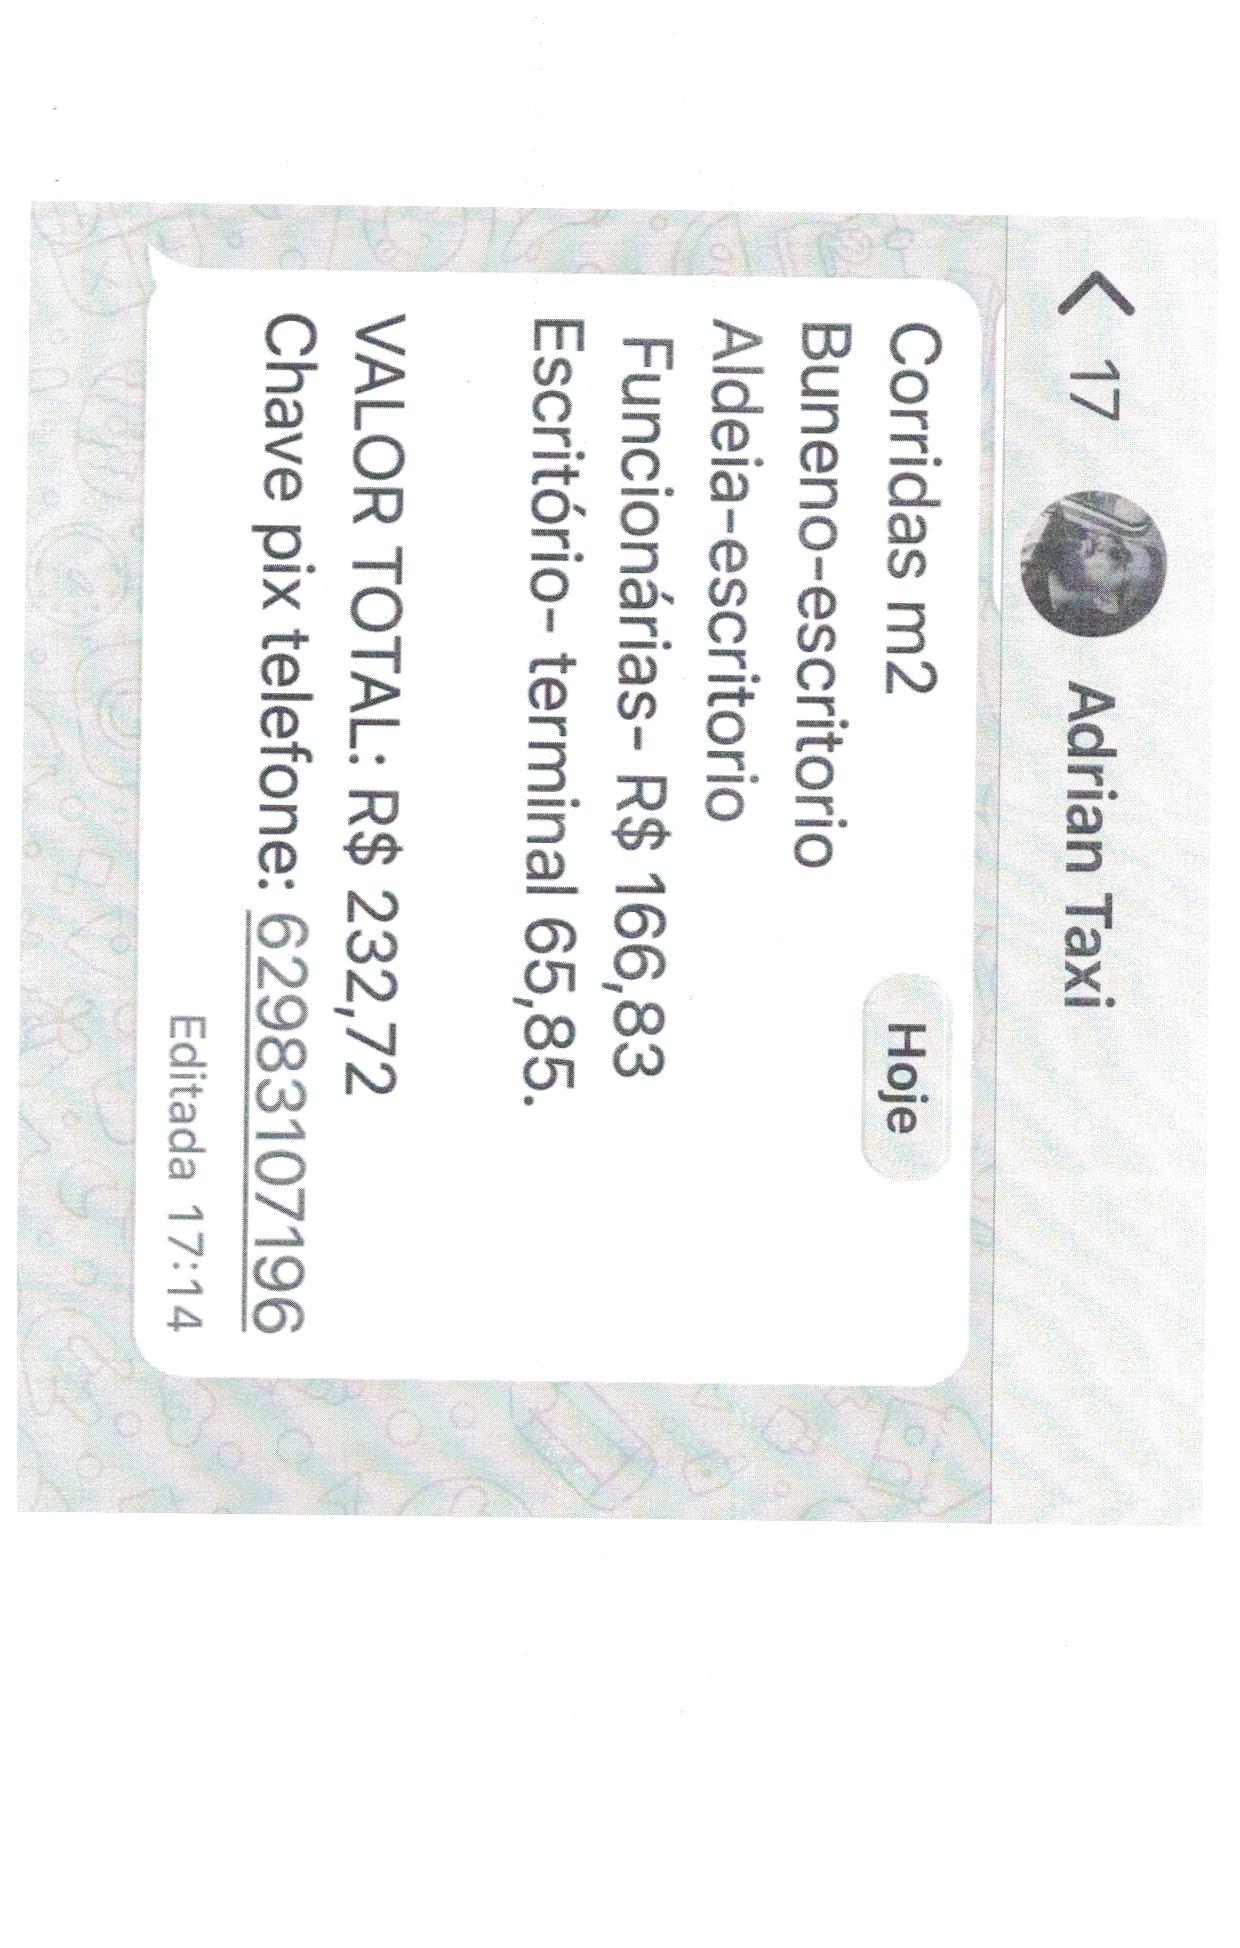 17 Adrian Taxi
Hoje
Corridas m2
Buneno-escritorio
Aldeia-escritorio
Funcionárias- R$ 166,83
Escritório- terminal 65,85.
VALOR TOTAL: R$ 232,72
Chave pix telefone: 62983107196
Editada 17:14